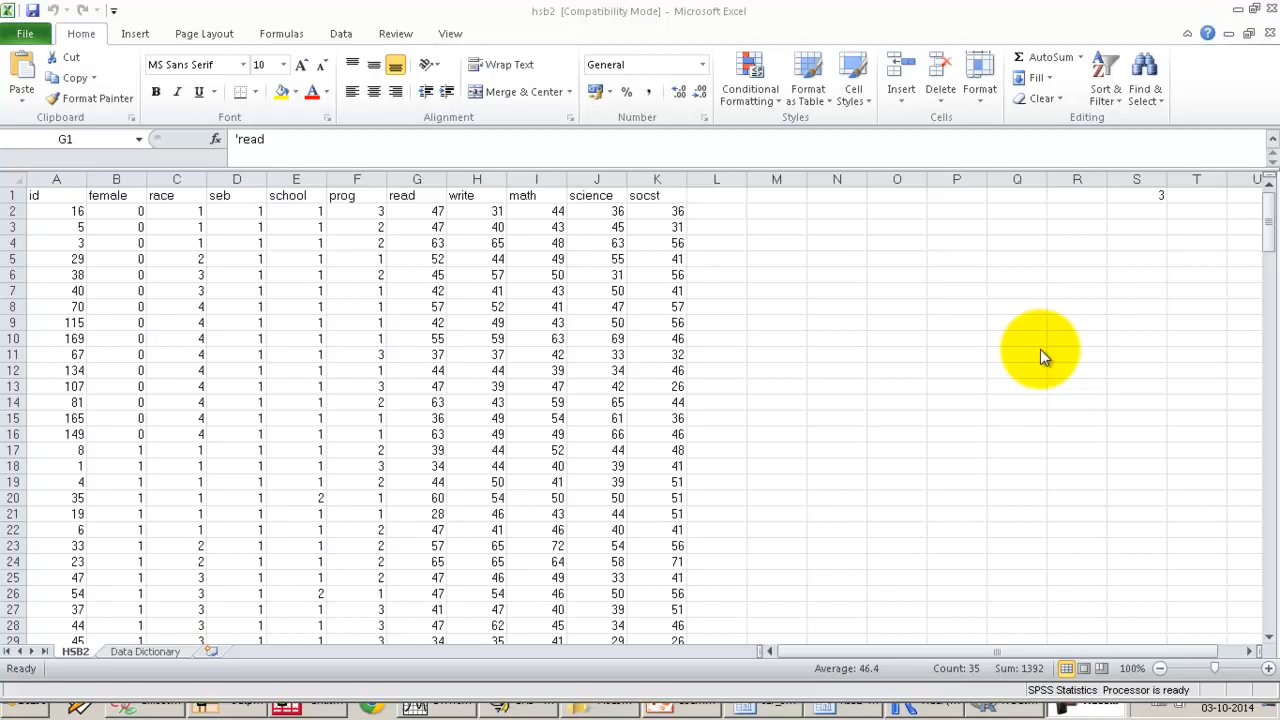 hsb2 [Compatibility Mode] - Microsoft Excel
File Home Insert Page Layout Formulas Data Review View
Paste Cut Copy Format Painter Clipboard
MS Sans Serif 10 B I U A A A Font
Wrap Text Merge & Center Alignment
General % , Number
Conditional Formatting Format as Table Cell Styles Styles
Insert Delete Format Cells
Σ AutoSum Fill Clear Sort & Filter Find & Select Editing
G1 fx 'read
A B C D E F G H I J K L M N O P Q R S T U
1 id female race seb school prog read write math science socst 3
2 16 0 1 1 1 3 47 31 44 36 36
3 5 0 1 1 1 2 47 40 43 45 31
4 3 0 1 1 1 2 63 65 48 63 56
5 29 0 2 1 1 1 52 44 49 55 41
6 38 0 3 1 1 2 45 57 50 31 56
7 40 0 3 1 1 1 42 41 43 50 41
8 70 0 4 1 1 1 57 52 41 47 57
9 115 0 4 1 1 1 42 49 43 50 56
10 169 0 4 1 1 1 55 59 63 69 46
11 67 0 4 1 1 3 37 37 42 33 32
12 134 0 4 1 1 1 44 44 39 34 46
13 107 0 4 1 1 3 47 39 47 42 26
14 81 0 4 1 1 2 63 43 59 65 44
15 165 0 4 1 1 1 36 49 54 61 36
16 149 0 4 1 1 1 63 49 49 66 46
17 8 1 1 1 1 2 39 44 52 44 48
18 1 1 1 1 1 3 34 44 40 39 41
19 4 1 1 1 1 2 44 50 41 39 51
20 35 1 1 1 2 1 60 54 50 50 51
21 19 1 1 1 1 1 28 46 43 44 51
22 6 1 1 1 1 2 47 41 46 40 41
23 33 1 2 1 1 2 57 65 72 54 56
24 23 1 2 1 1 2 65 65 64 58 71
25 47 1 3 1 1 2 47 46 49 33 41
26 54 1 3 1 2 1 47 54 46 50 56
27 37 1 3 1 1 3 41 47 40 39 51
28 44 1 3 1 1 3 47 62 45 34 46
29 45 1 3 1 1 3 34 35 41 29 26
HSB2 Data Dictionary
Ready Average: 46.4 Count: 35 Sum: 1392 100%
SPSS Statistics Processor is ready
03-10-2014